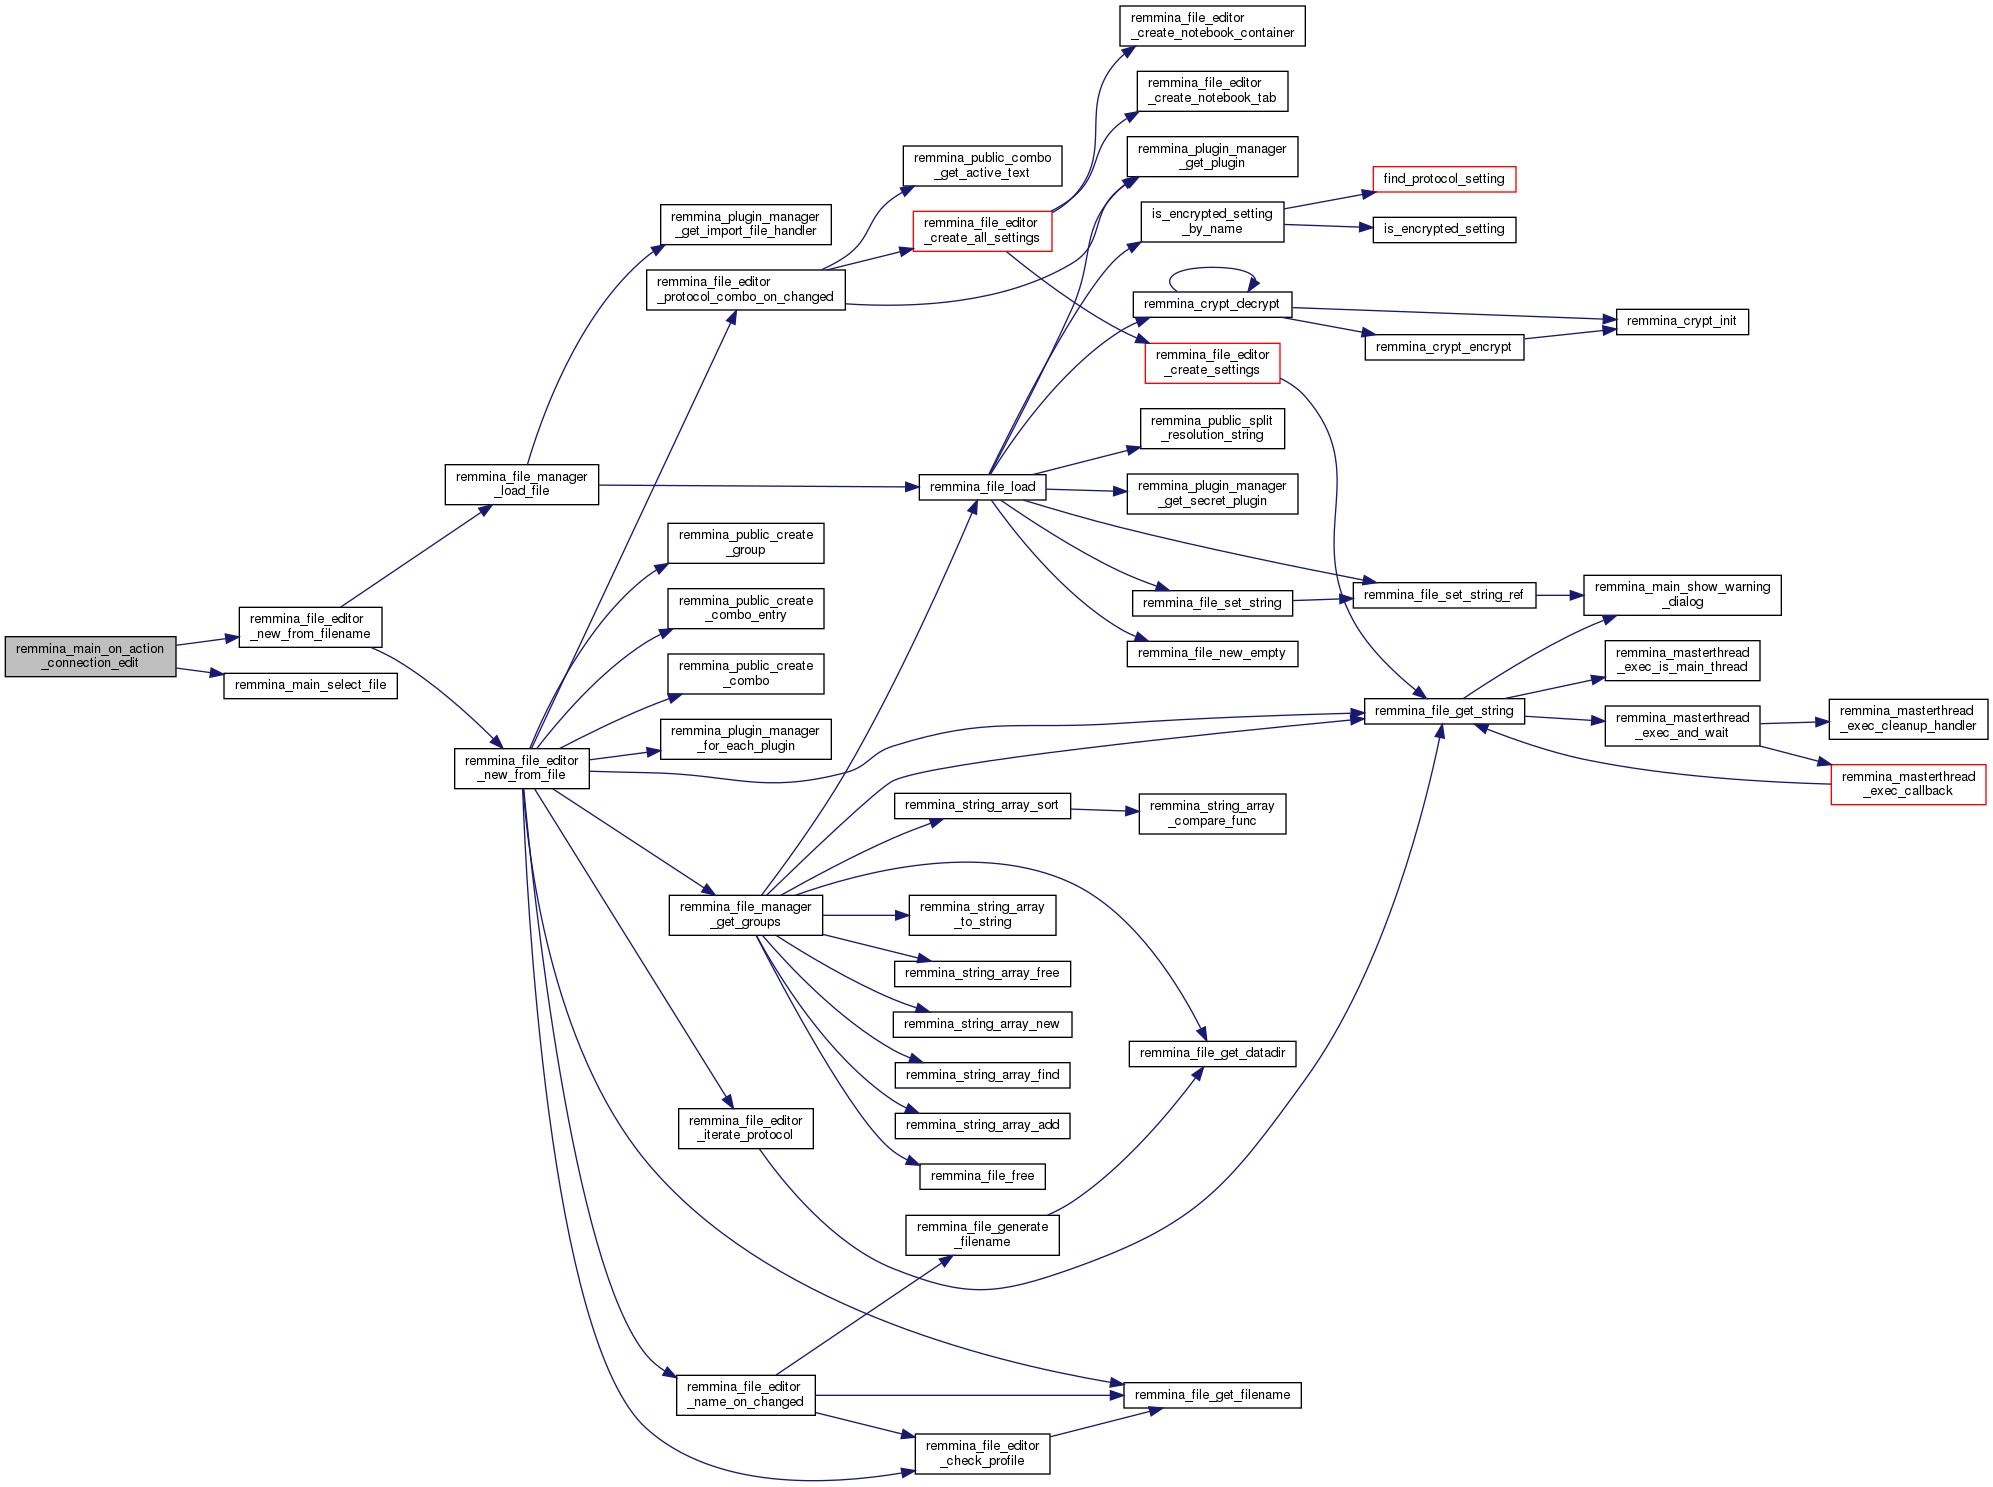 remmina_main_on_action
_connection_edit
remmina_file_editor
_new_from_filename
remmina_main_select_file
remmina_file_manager
_load_file
remmina_file_editor
_new_from_file
remmina_plugin_manager
_get_import_file_handler
remmina_file_editor
_protocol_combo_on_changed
remmina_public_create
_group
remmina_public_create
_combo_entry
remmina_public_create
_combo
remmina_plugin_manager
_for_each_plugin
remmina_file_manager
_get_groups
remmina_file_editor
_iterate_protocol
remmina_file_editor
_name_on_changed
remmina_public_combo
_get_active_text
remmina_file_editor
_create_all_settings
remmina_file_load
remmina_string_array_sort
remmina_string_array
_to_string
remmina_string_array_free
remmina_string_array_new
remmina_string_array_find
remmina_string_array_add
remmina_file_free
remmina_file_generate
_filename
remmina_file_editor
_check_profile
remmina_file_editor
_create_notebook_container
remmina_file_editor
_create_notebook_tab
remmina_plugin_manager
_get_plugin
is_encrypted_setting
_by_name
remmina_crypt_decrypt
remmina_file_editor
_create_settings
remmina_public_split
_resolution_string
remmina_plugin_manager
_get_secret_plugin
remmina_file_set_string
remmina_file_new_empty
remmina_string_array
_compare_func
remmina_file_get_datadir
remmina_file_get_filename
find_protocol_setting
is_encrypted_setting
remmina_crypt_encrypt
remmina_file_set_string_ref
remmina_file_get_string
remmina_crypt_init
remmina_main_show_warning
_dialog
remmina_masterthread
_exec_is_main_thread
remmina_masterthread
_exec_and_wait
remmina_masterthread
_exec_cleanup_handler
remmina_masterthread
_exec_callback